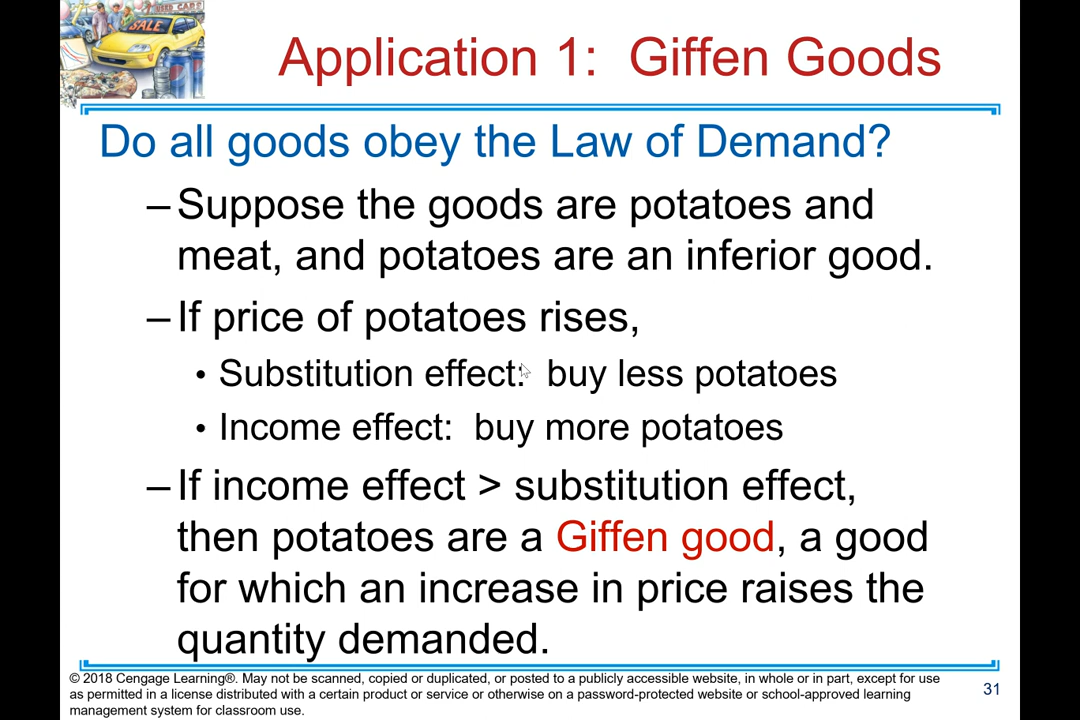 USED CARS
SALE
Application 1:  Giffen Goods
Do all goods obey the Law of Demand?
– Suppose the goods are potatoes and
meat, and potatoes are an inferior good.
– If price of potatoes rises,
• Substitution effect:  buy less potatoes
• Income effect:  buy more potatoes
– If income effect > substitution effect,
then potatoes are a Giffen good, a good
for which an increase in price raises the
quantity demanded.
© 2018 Cengage Learning®. May not be scanned, copied or duplicated, or posted to a publicly accessible website, in whole or in part, except for use
as permitted in a license distributed with a certain product or service or otherwise on a password-protected website or school-approved learning
management system for classroom use.
31